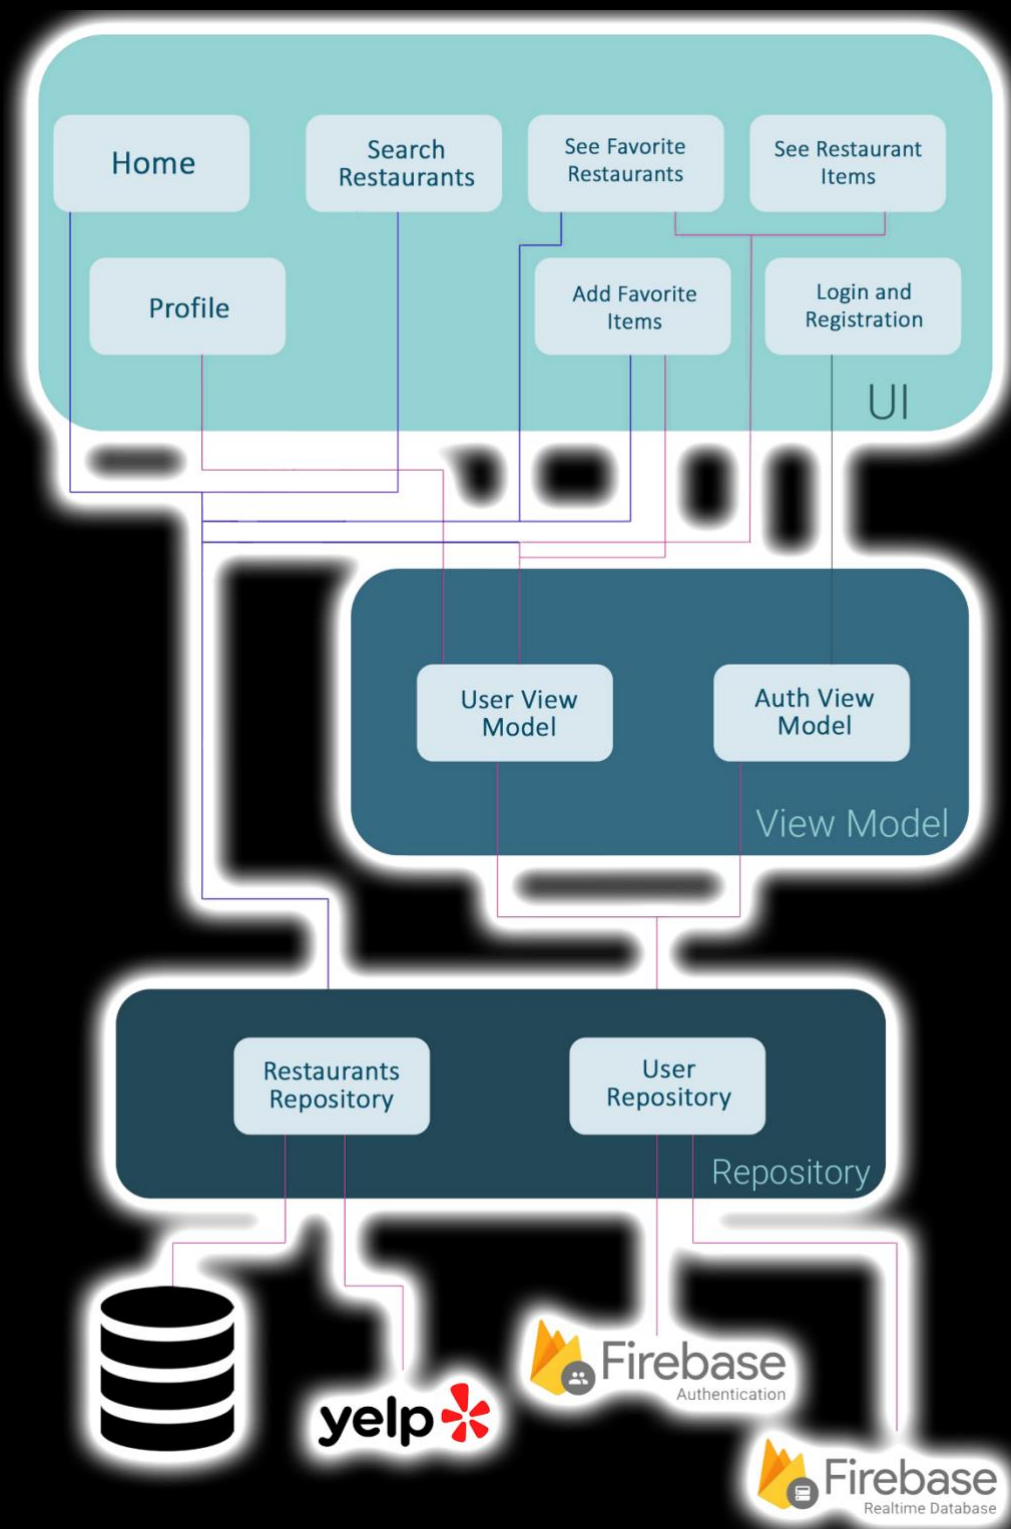 Home
Search
Restaurants
See Favorite
Restaurants
See Restaurant
Items
Profile
Add Favorite
Items
Login and
Registration
UI
User View
Model
Auth View
Model
View Model
Restaurants
Repository
User
Repository
Repository
yelp
Firebase
Authentication
Firebase
Realtime Database